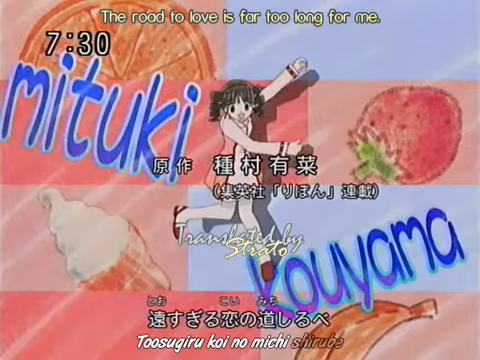 The road to love is far too long for me.
7:30
mituki
原作 種村有菜
(集英社「りぼん」連載)
Translated by
Strato
Kouyama
とお こい みち
遠すぎる恋の道しるべ
Toosugiru koi no michi shirube